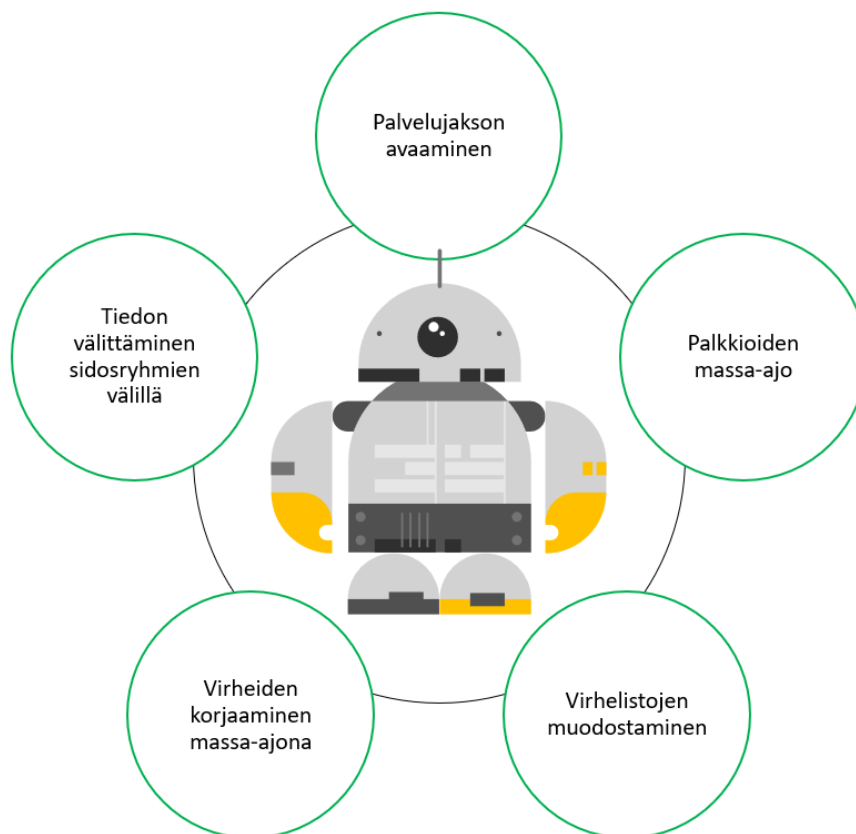 Palvelujakson
avaaminen
Palkkioiden
massa-ajo
Virhelistojen
muodostaminen
Virheiden
korjaaminen
massa-ajona
Tiedon
välittäminen
sidosryhmien
välillä